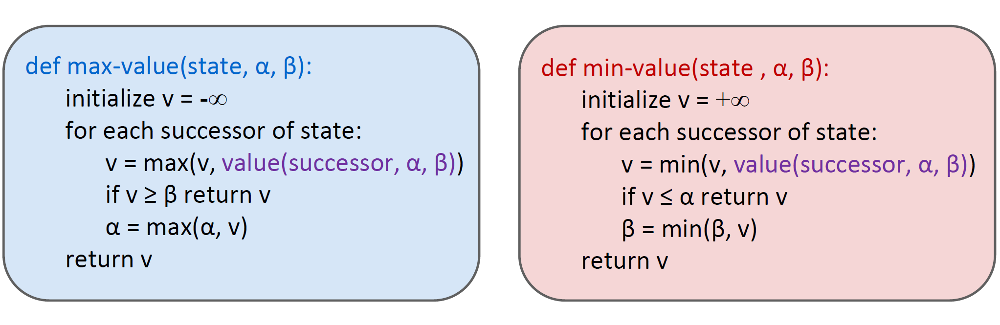 def max-value(state, α, β):
initialize v = -∞
for each successor of state:
v = max(v, value(successor, α, β))
if v ≥ β return v
α = max(α, v)
return v
def min-value(state , α, β):
initialize v = +∞
for each successor of state:
v = min(v, value(successor, α, β))
if v ≤ α return v
β = min(β, v)
return v